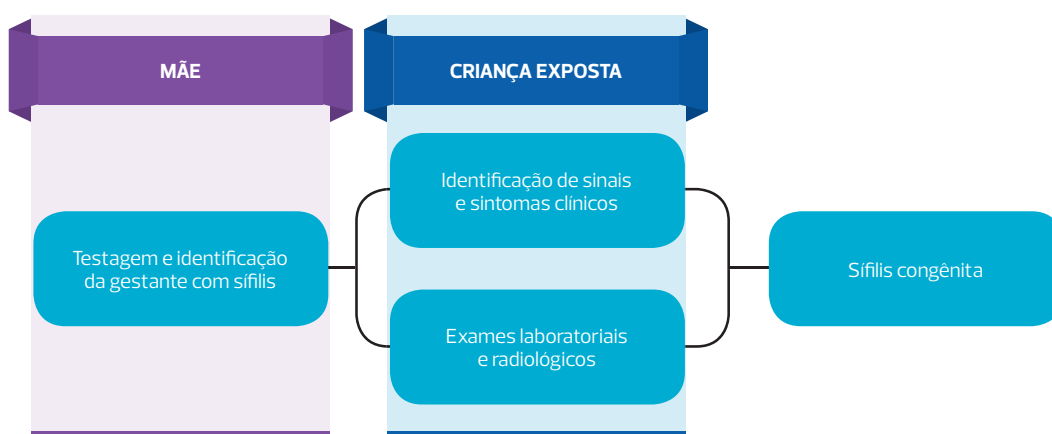 MÃE
CRIANÇA EXPOSTA
Identificação de sinais
e sintomas clínicos
Testagem e identificação
da gestante com sífilis
Sífilis congênita
Exames laboratoriais
e radiológicos